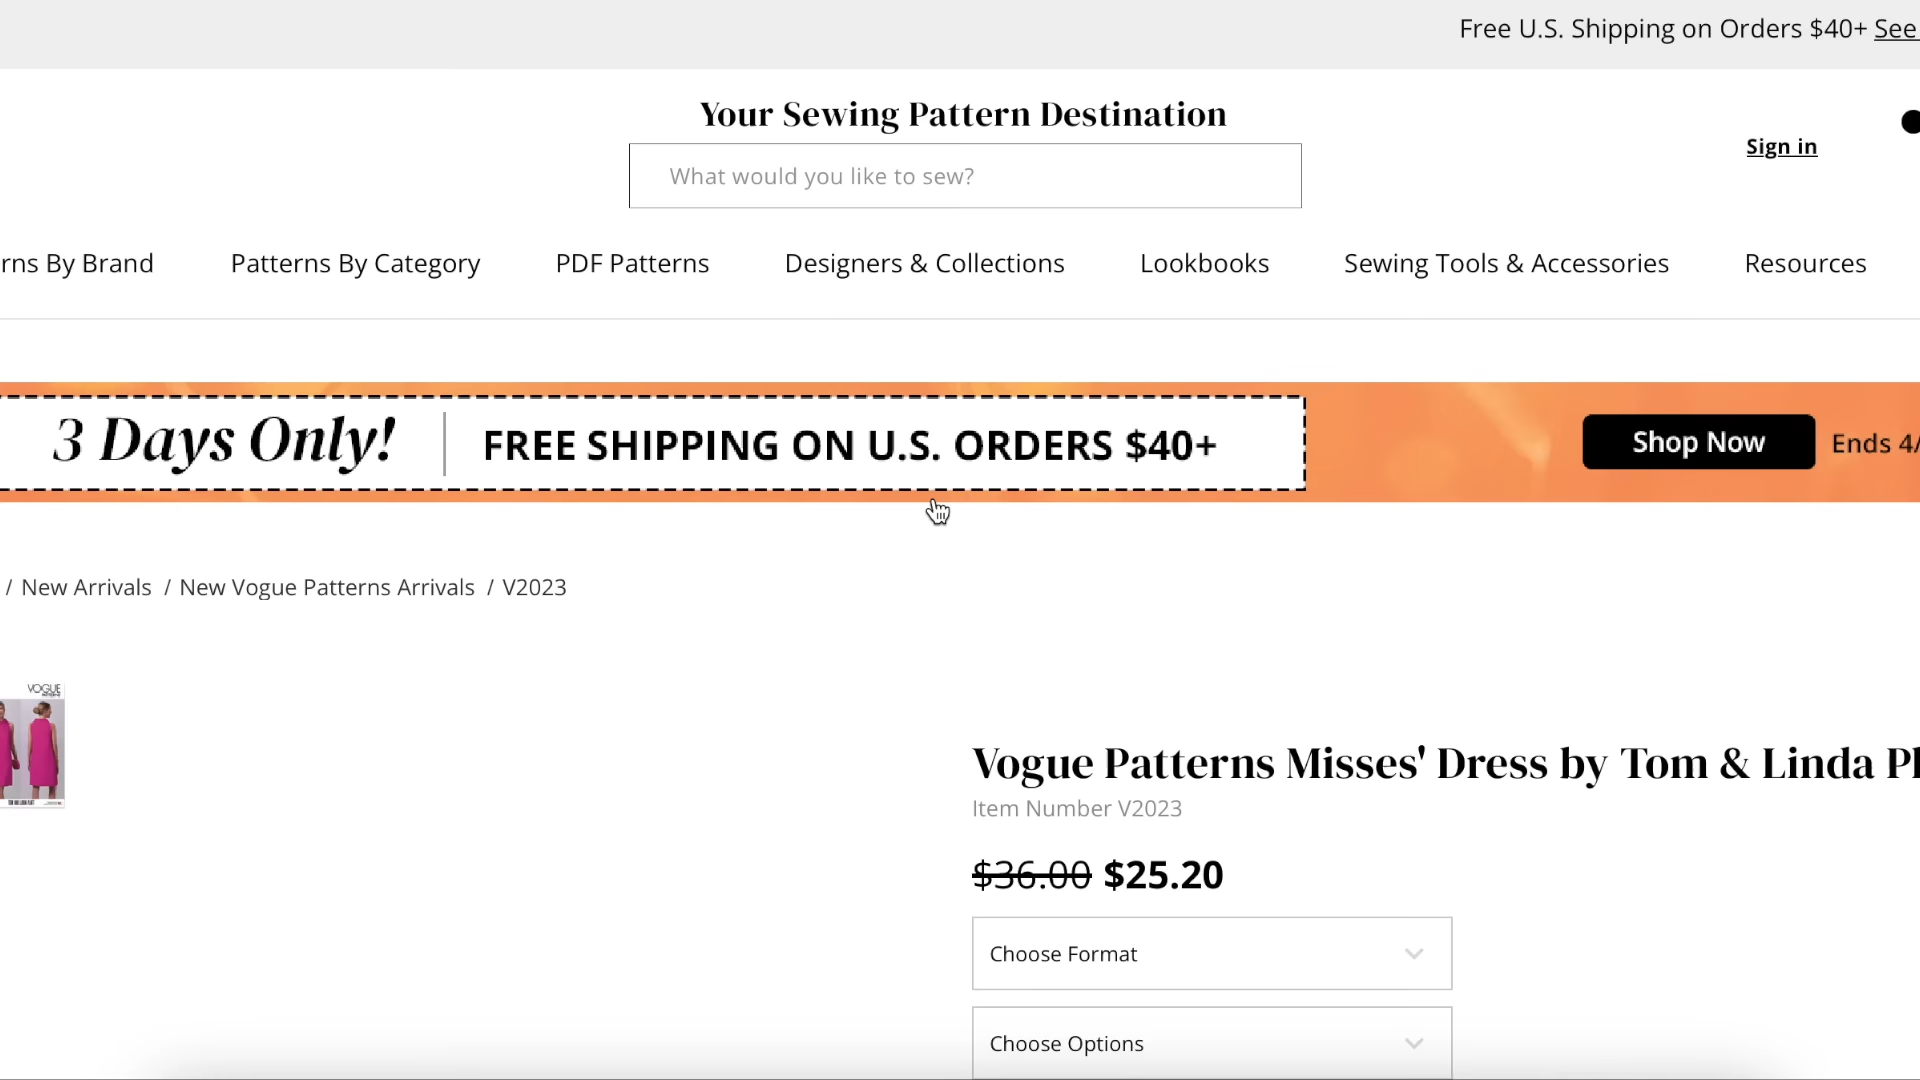 Free U.S. Shipping on Orders $40+ See
Your Sewing Pattern Destination
What would you like to sew?
Sign in
rns By Brand Patterns By Category PDF Patterns Designers & Collections Lookbooks Sewing Tools & Accessories Resources
3 Days Only! FREE SHIPPING ON U.S. ORDERS $40+ Shop Now Ends 4/
/ New Arrivals / New Vogue Patterns Arrivals / V2023
VOGUE
Vogue Patterns Misses' Dress by Tom & Linda Pl
Item Number V2023
$36.00 $25.20
Choose Format
Choose Options